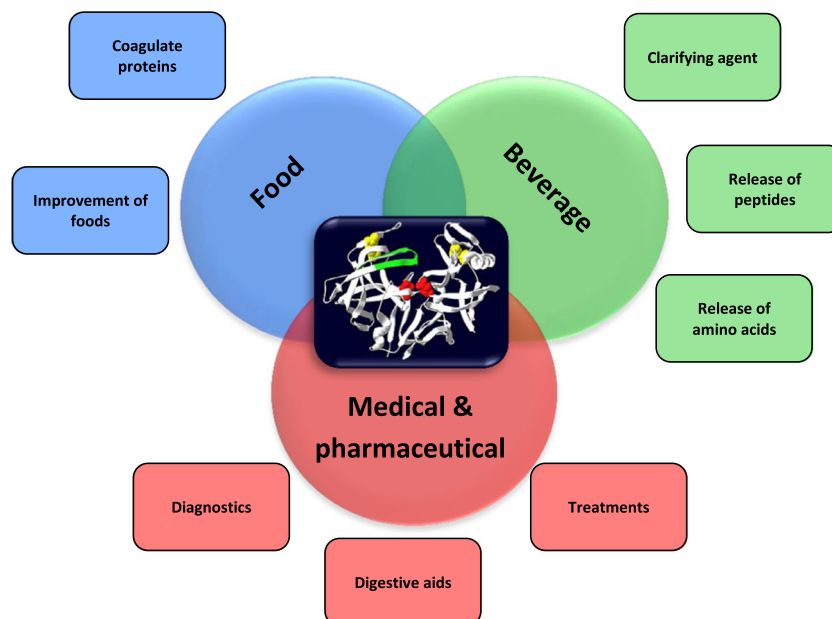 Coagulate
proteins
Clarifying agent
Food
Beverage
Improvement of
foods
Release of
peptides
Release of
amino acids
Medical &
pharmaceutical
Diagnostics
Treatments
Digestive aids